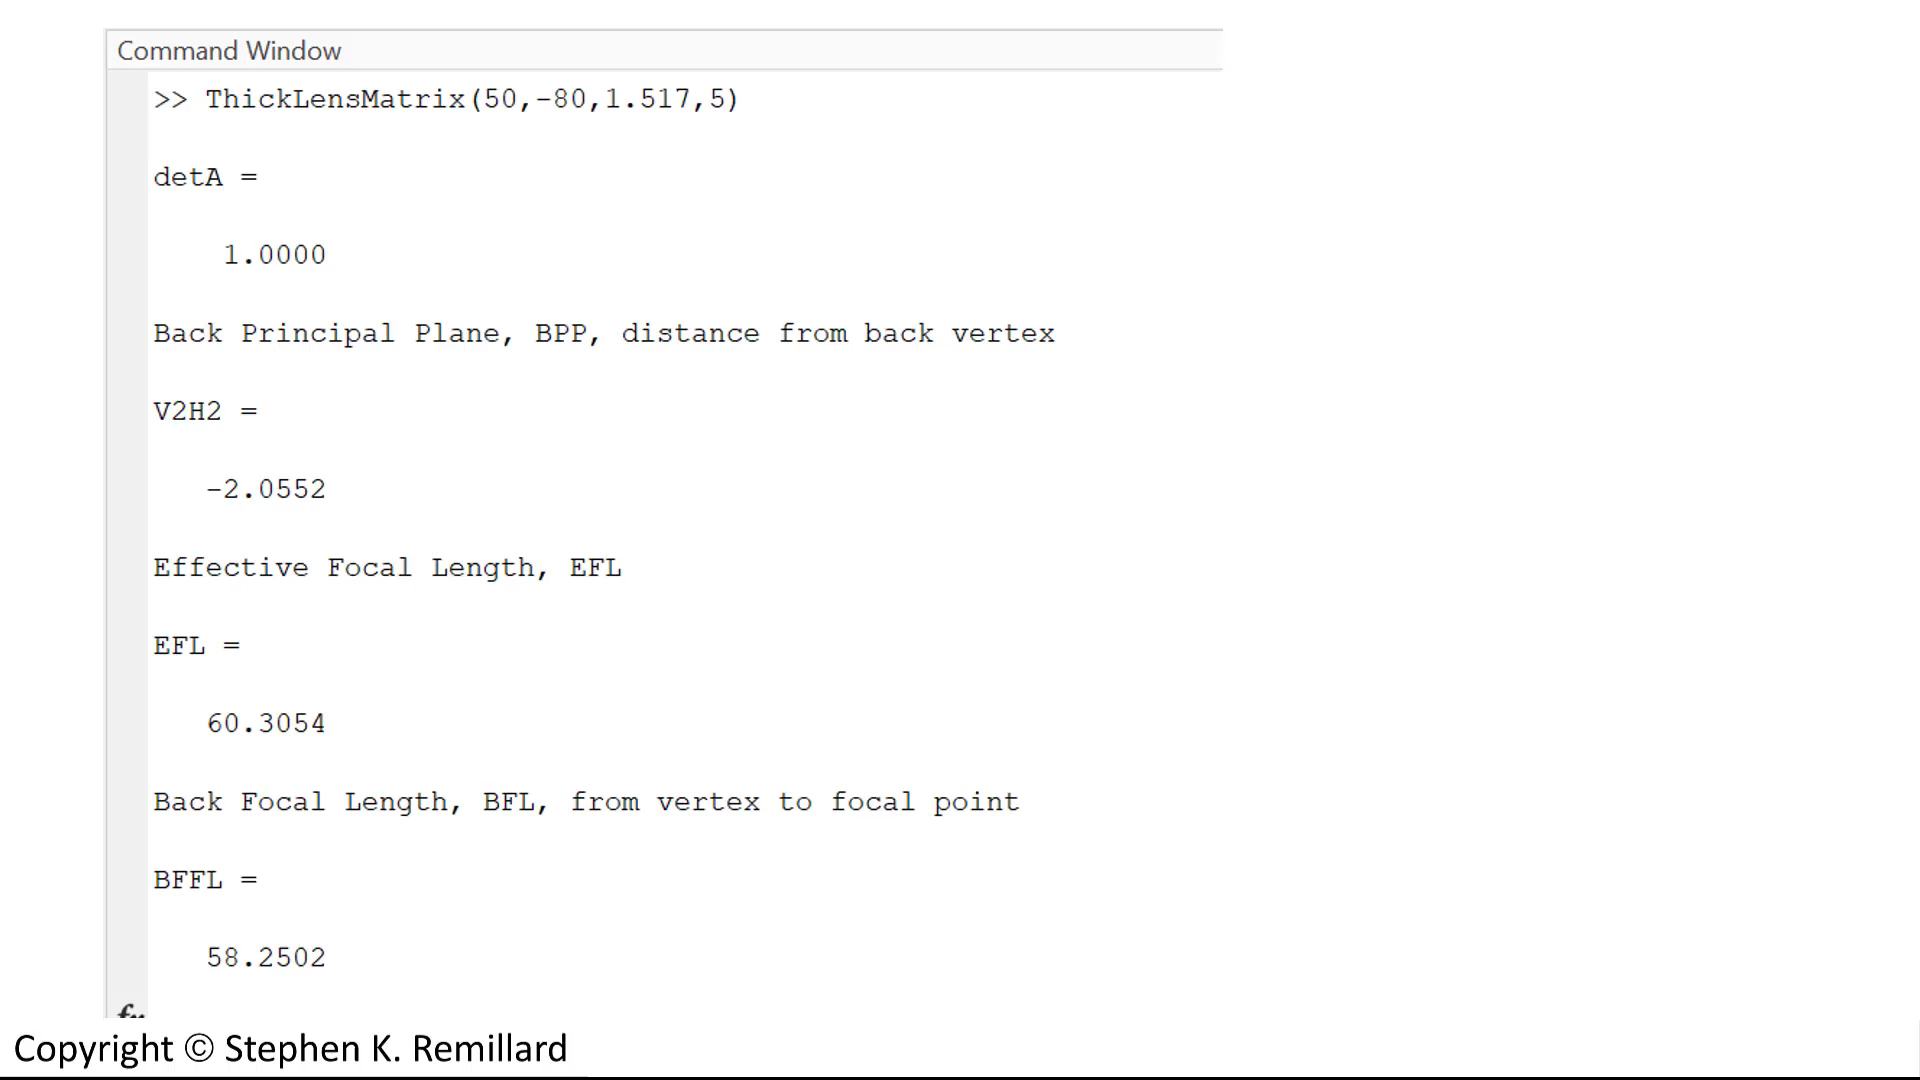 Command Window
>> ThickLensMatrix(50,-80,1.517,5)
detA =
1.0000
Back Principal Plane, BPP, distance from back vertex
V2H2 =
-2.0552
Effective Focal Length, EFL
EFL =
60.3054
Back Focal Length, BFL, from vertex to focal point
BFFL =
58.2502
Copyright © Stephen K. Remillard